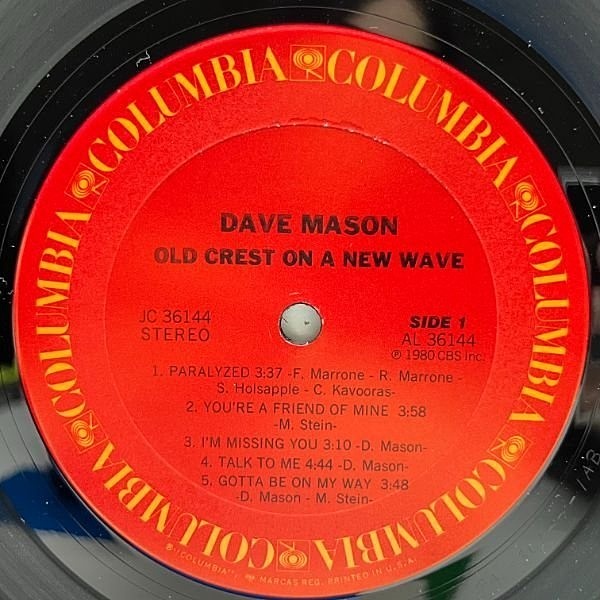 COLUMBIA COLUMBIA COLUMBIA COLUMBIA COLUMBIA COLUMBIA
DAVE MASON
OLD CREST ON A NEW WAVE
JC 36144
STEREO
SIDE 1
AL 36144
℗ 1980 CBS Inc.
1. PARALYZED 3:37 -F. Marrone - R. Marrone -
S. Holsapple - C. Kavooras-
2. YOU'RE A FRIEND OF MINE 3:58
-M. Stein-
3. I'M MISSING YOU 3:10 -D. Mason-
4. TALK TO ME 4:44 -D. Mason-
5. GOTTA BE ON MY WAY 3:48
-D. Mason - M. Stein-
"COLUMBIA", MARCAS REG. PRINTED IN U.S.A.